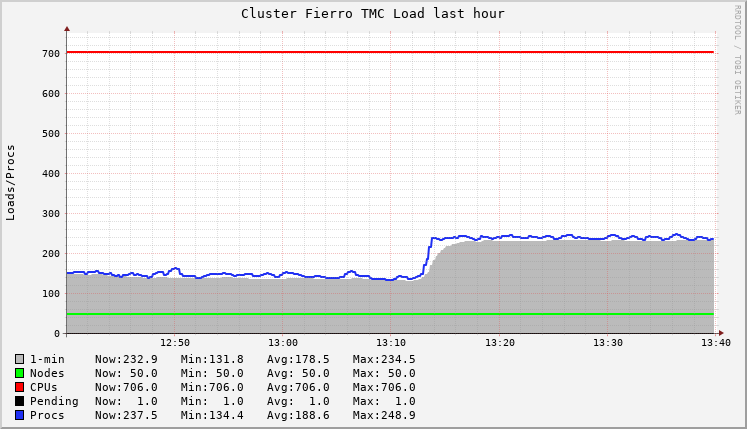 Cluster Fierro TMC Load last hour
RRDTOOL / TOBI OETIKER
Loads/Procs
700
600
500
400
300
200
100
0
12:50 13:00 13:10 13:20 13:30 13:40
1-min Now:232.9 Min:131.8 Avg:178.5 Max:234.5
Nodes Now: 50.0 Min: 50.0 Avg: 50.0 Max: 50.0
CPUs Now:706.0 Min:706.0 Avg:706.0 Max:706.0
Pending Now: 1.0 Min: 1.0 Avg: 1.0 Max: 1.0
Procs Now:237.5 Min:134.4 Avg:188.6 Max:248.9